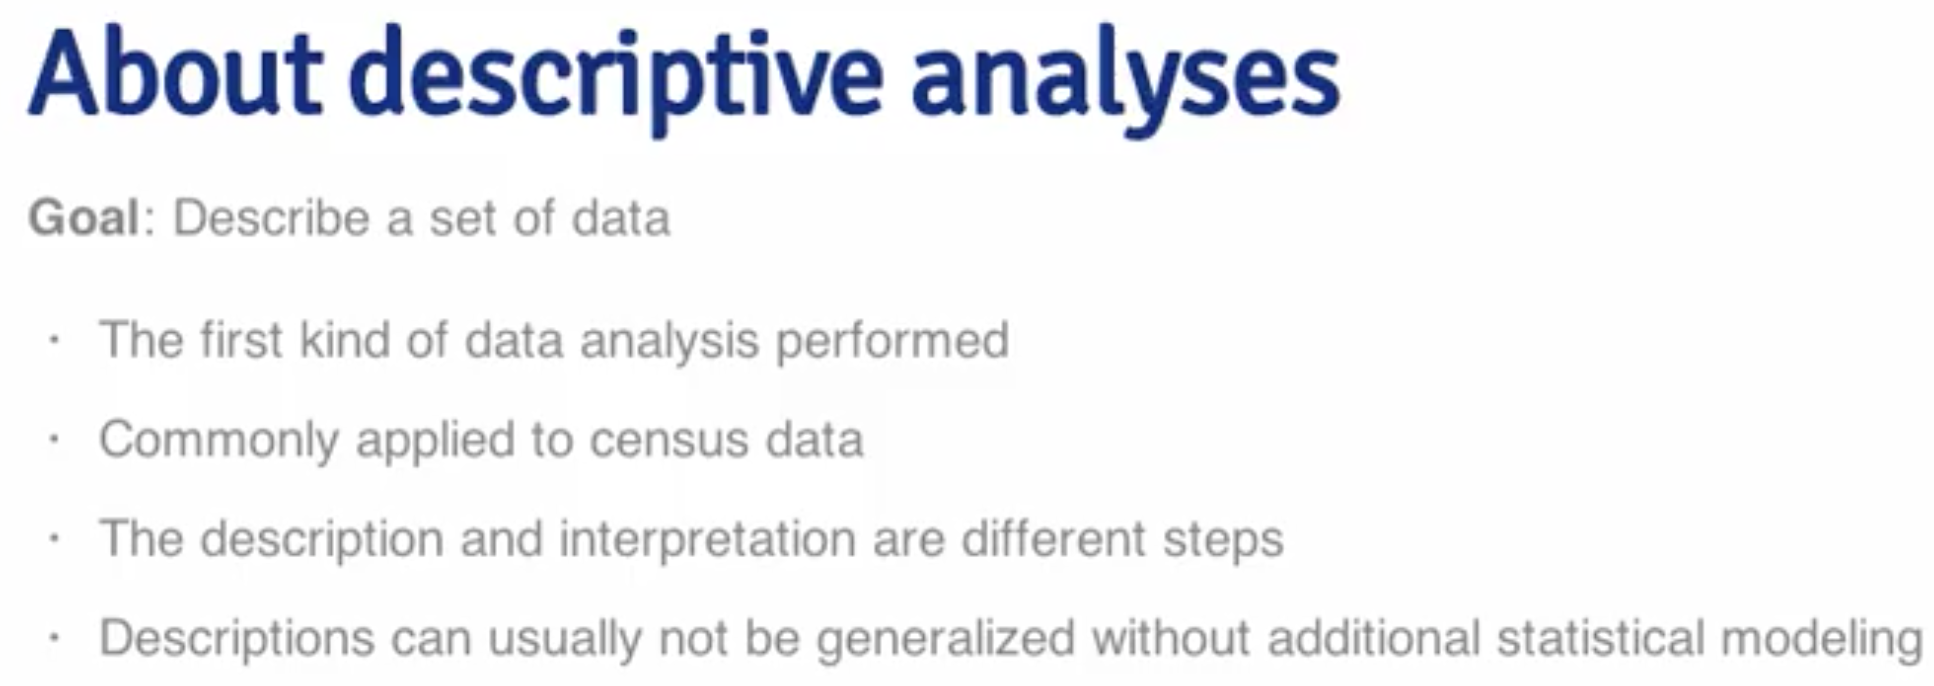 About descriptive analyses
Goal: Describe a set of data
· The first kind of data analysis performed
· Commonly applied to census data
· The description and interpretation are different steps
· Descriptions can usually not be generalized without additional statistical modeling